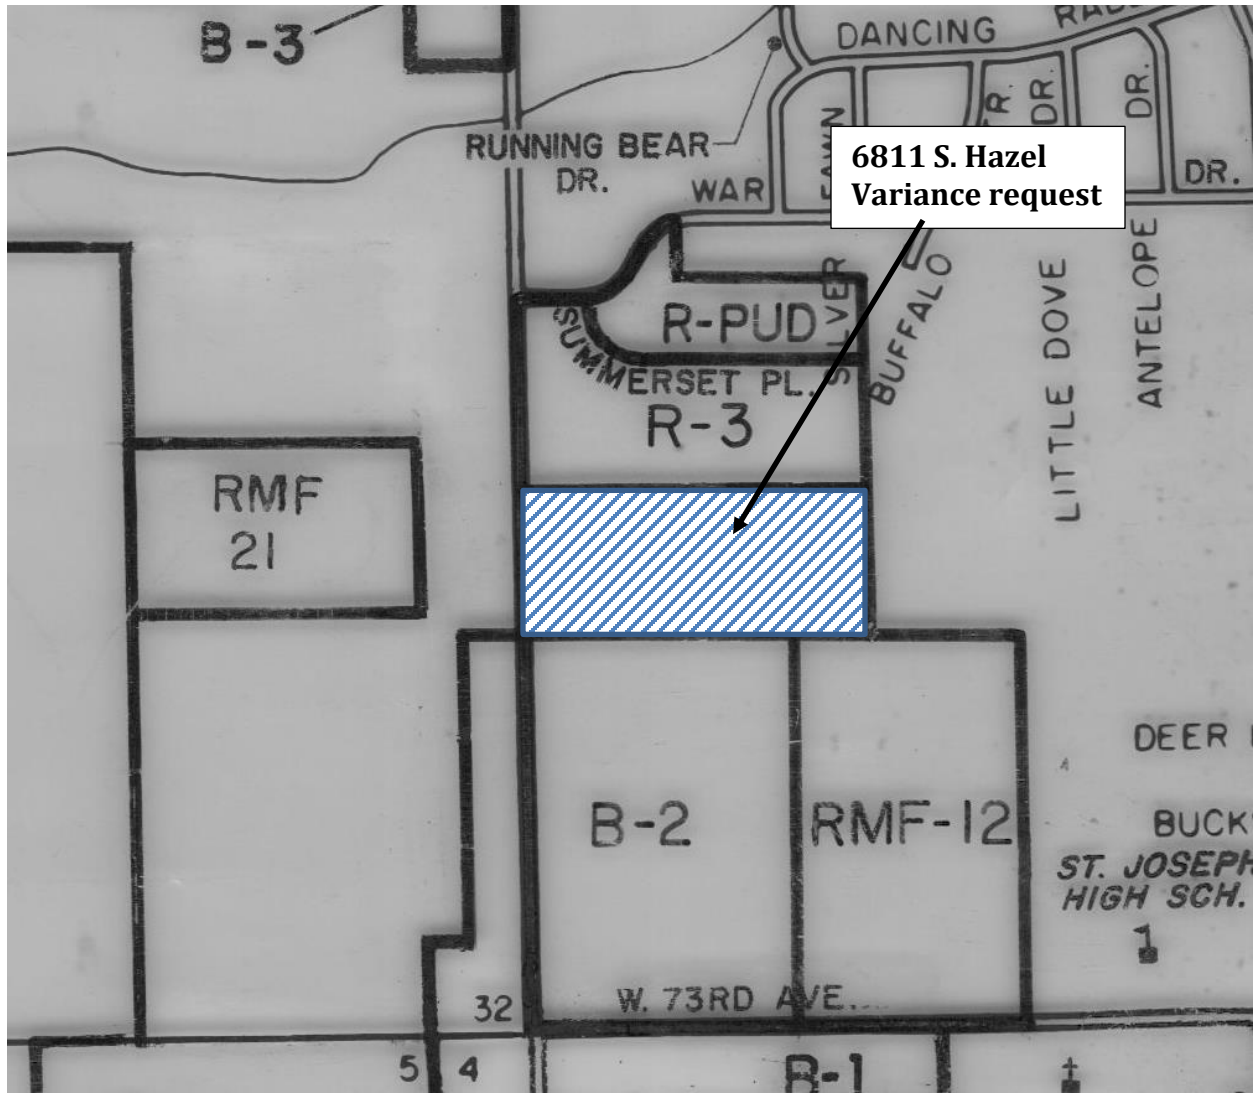 B-3
DANCING
RUNNING BEAR
DR.
DR.
DR.
WAR
DR.
6811 S. Hazel
Variance request
R-PUD
SILVER
BUFFALO
SUMMERSET PL.
R-3
LITTLE DOVE
ANTELOPE
RMF
21
B-2
RMF-12
DEER
ST. JOSEPH
HIGH SCH.
1
32
W. 73RD AVE.
5
4
B-1